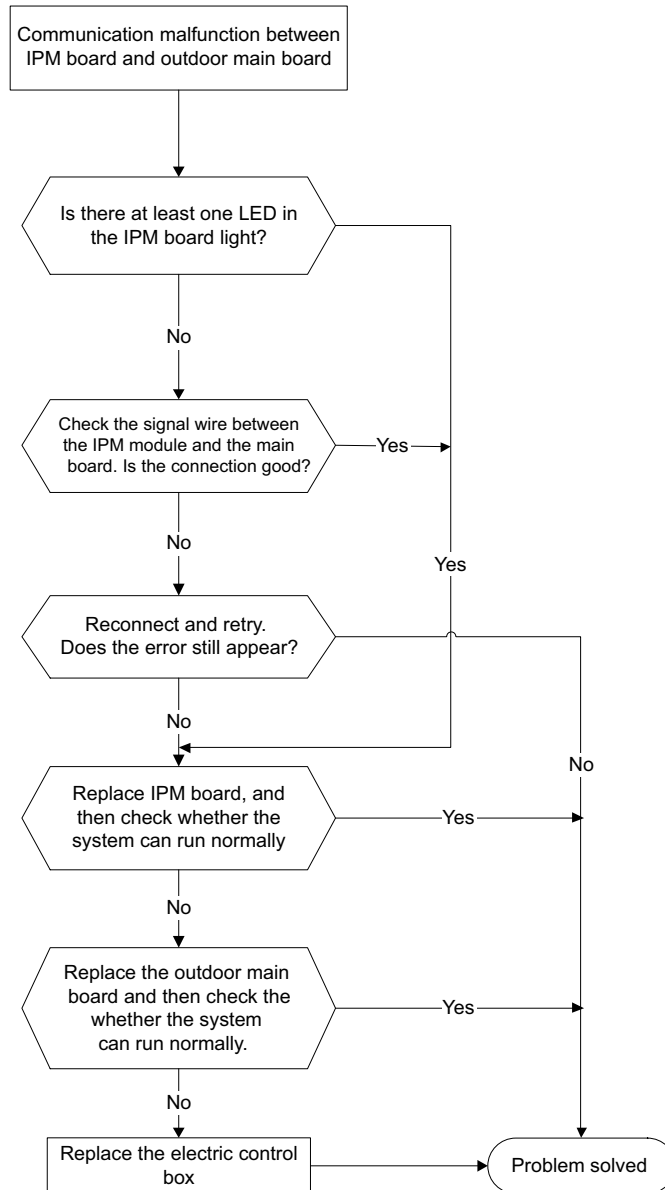 Communication malfunction between
IPM board and outdoor main board
Is there at least one LED in
the IPM board light?
No
Check the signal wire between
the IPM module and the main
board. Is the connection good?
Yes
No
Yes
Reconnect and retry.
Does the error still appear?
No
No
Replace IPM board, and
then check whether the
system can run normally
Yes
No
Replace the outdoor main
board and then check the
whether the system
can run normally.
Yes
No
Replace the electric control
box
Problem solved